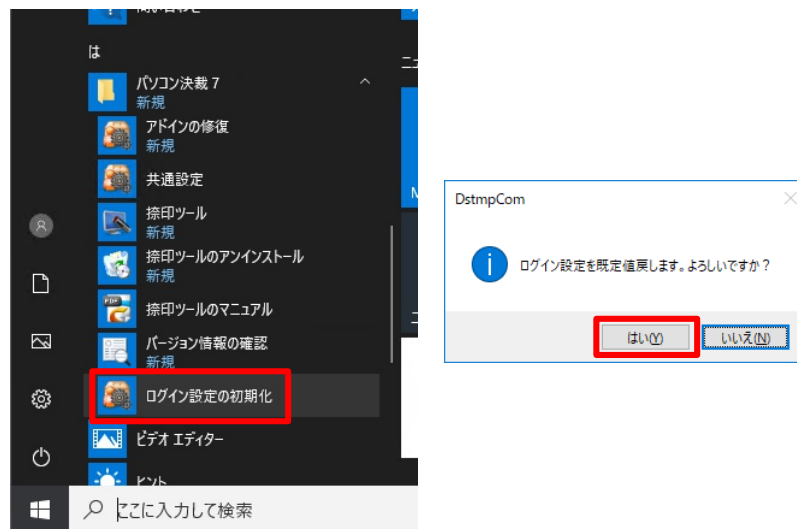 は
パソコン決裁 7
新規
アドインの修復
新規
共通設定
捺印ツール
新規
捺印ツールのアンインストール
新規
捺印ツールのマニュアル
バージョン情報の確認
新規
ログイン設定の初期化
ビデオ エディター
ヒント
ここに入力して検索
DstmpCom
ログイン設定を既定値戻します。よろしいですか？
はい(Y)
いいえ(N)